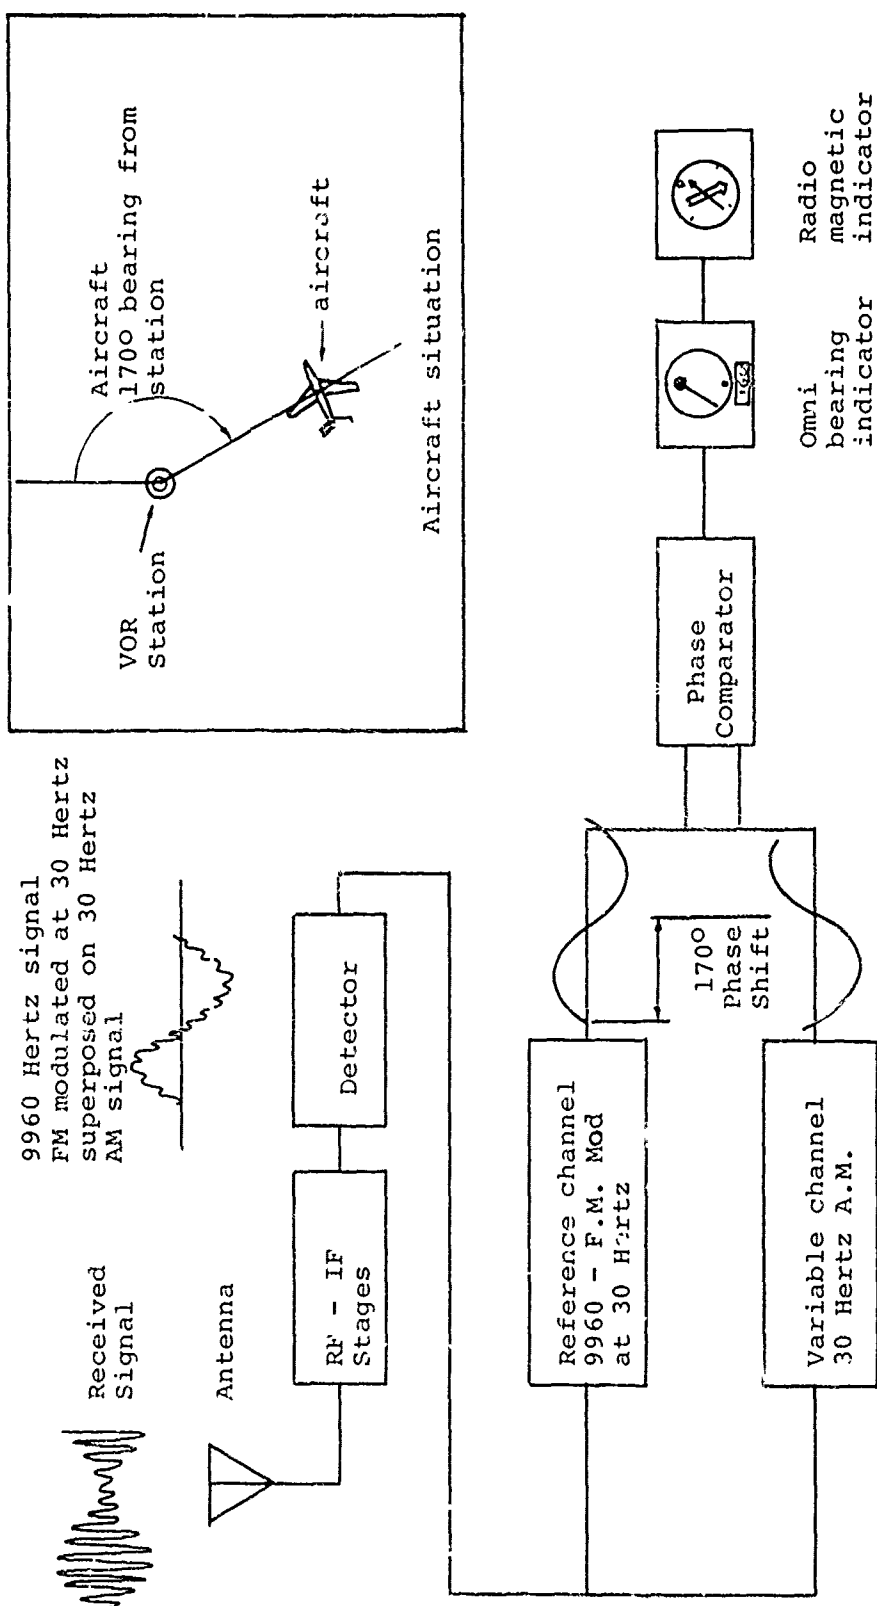 Received
Signal
Antenna
9960 Hertz signal
FM modulated at 30 Hertz
superposed on 30 Hertz
AM signal
RF - IF
Stages
Detector
VOR
Station
Aircraft
170° bearing from
station
aircraft
Aircraft situation
Reference channel
9960 - F.M. Mod
at 30 Hertz
Variable channel
30 Hertz A.M.
170°
Phase
Shift
Phase
Comparator
Omni
bearing
indicator
Radio
magnetic
indicator